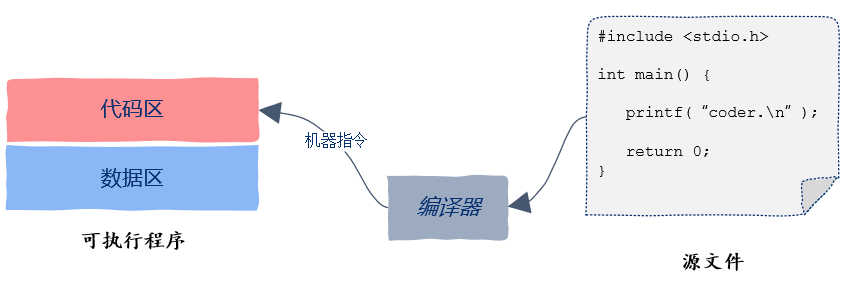 #include <stdio.h>
int main() {
printf( “coder.\n” );
return 0;
}
代码区
机器指令
数据区
编译器
可执行程序
源文件